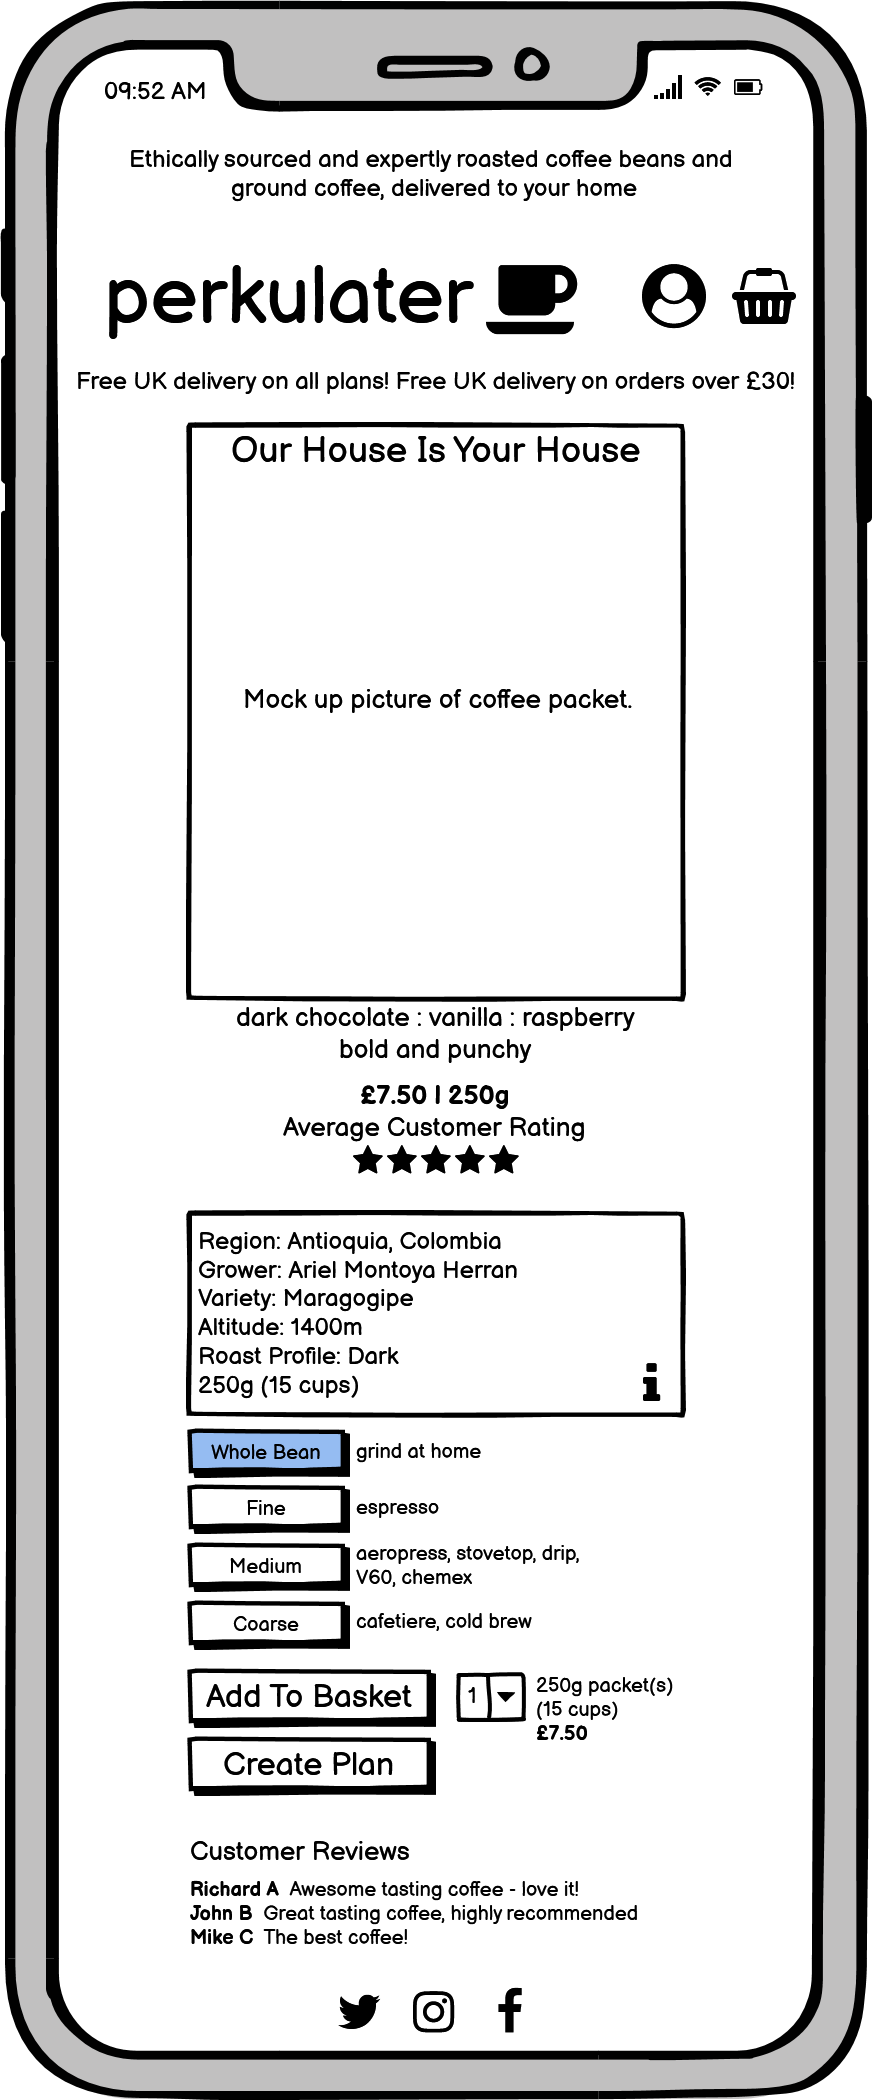 09:52 AM
Ethically sourced and expertly roasted coffee beans and
ground coffee, delivered to your home
perkulater
Free UK delivery on all plans! Free UK delivery on orders over £30!
Our House Is Your House
Mock up picture of coffee packet.
dark chocolate : vanilla : raspberry
bold and punchy
£7.50 | 250g
Average Customer Rating
Region: Antioquia, Colombia
Grower: Ariel Montoya Herran
Variety: Maragogipe
Altitude: 1400m
Roast Profile: Dark
250g (15 cups)
Whole Bean grind at home
Fine espresso
Medium aeropress, stovetop, drip,
V60, chemex
Coarse cafetiere, cold brew
Add To Basket 1 250g packet(s)
(15 cups)
£7.50
Create Plan
Customer Reviews
Richard A Awesome tasting coffee - love it!
John B Great tasting coffee, highly recommended
Mike C The best coffee!